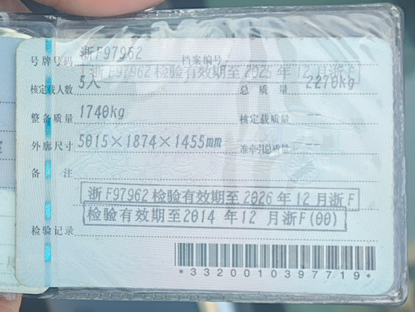 号牌号码 浙F97962 档案编号
浙F97962检验有效期至2025年12月浙F
核定载人数 5人 总质量 2270kg
整备质量 1740kg 核定载质量 --
外廓尺寸 5015×1874×1455mm 准牵引总质量 --
备注
浙F97962检验有效期至2026年12月浙F
检验有效期至2014年12月浙F(00)
检验记录
*3320010397719*